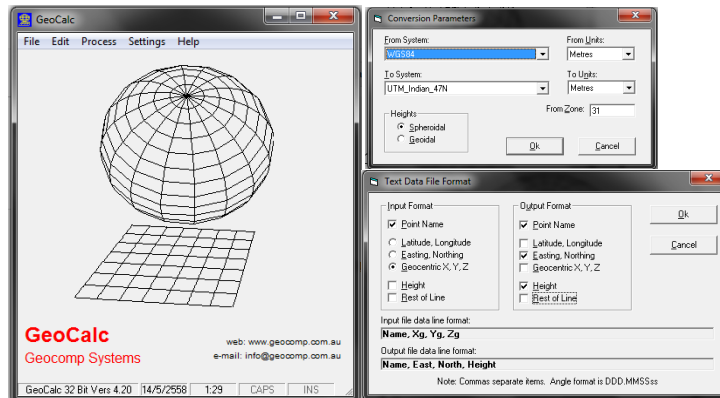 GeoCalc
File Edit Process Settings Help
GeoCalc
Geocomp Systems
web: www.geocomp.com.au
e-mail: info@geocomp.com.au
GeoCalc 32 Bit Vers 4.20 14/5/2558 1:29 CAPS INS
Conversion Parameters
From System:
From Units:
WGS84
Metres
To System:
To Units:
UTM_Indian_47N
Metres
From Zone: 31
Heights
Spheroidal
Geoidal
Ok
Cancel
Text Data File Format
Input Format
Point Name
Latitude, Longitude
Easting, Northing
Geocentric X, Y, Z
Height
Rest of Line
Output Format
Point Name
Latitude, Longitude
Easting, Northing
Geocentric X, Y, Z
Height
Rest of Line
Ok
Cancel
Input file data line format:
Name, Xg, Yg, Zg
Output file data line format:
Name, East, North, Height
Note: Commas separate items. Angle format is DDD.MMSSss